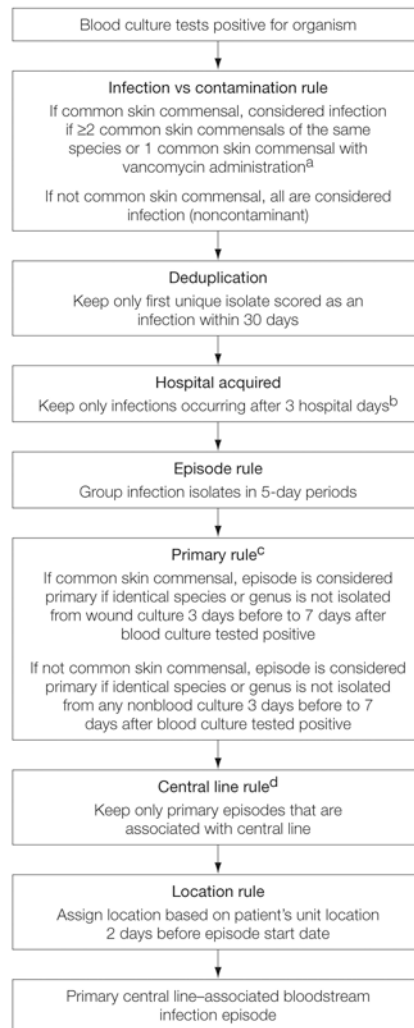 Blood culture tests positive for organism
Infection vs contamination rule
If common skin commensal, considered infection
if ≥2 common skin commensals of the same
species or 1 common skin commensal with
vancomycin administrationa
If not common skin commensal, all are considered
infection (noncontaminant)
Deduplication
Keep only first unique isolate scored as an
infection within 30 days
Hospital acquired
Keep only infections occurring after 3 hospital daysb
Episode rule
Group infection isolates in 5-day periods
Primary rulec
If common skin commensal, episode is considered
primary if identical species or genus is not isolated
from wound culture 3 days before to 7 days after
blood culture tested positive
If not common skin commensal, episode is considered
primary if identical species or genus is not isolated
from any nonblood culture 3 days before to 7
days after blood culture tested positive
Central line ruled
Keep only primary episodes that are
associated with central line
Location rule
Assign location based on patient's unit location
2 days before episode start date
Primary central line–associated bloodstream
infection episode